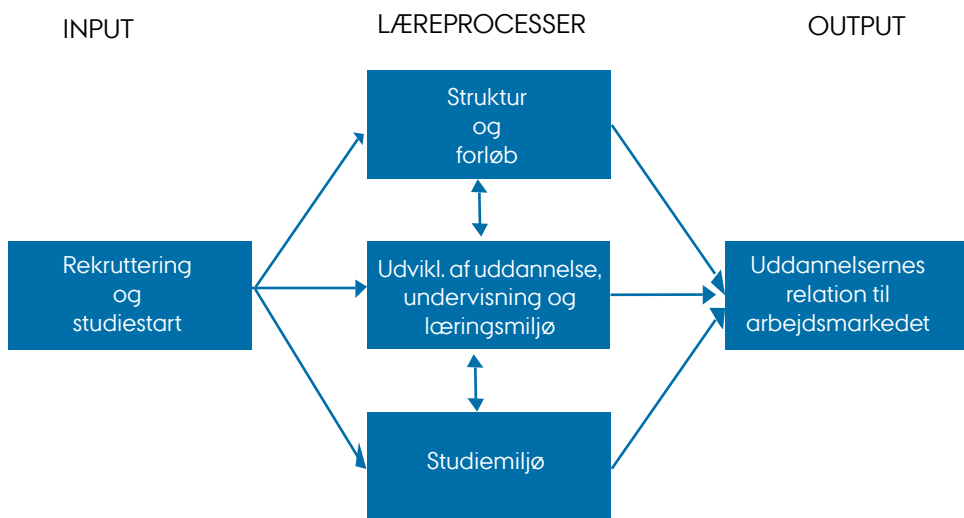 INPUT
LÆREPROCESSER
OUTPUT
Struktur
og
forløb
Rekruttering
og
studiestart
Udvikl. af uddannelse,
undervisning og
læringsmiljø
Uddannelsernes
relation til
arbejdsmarkedet
Studiemiljø